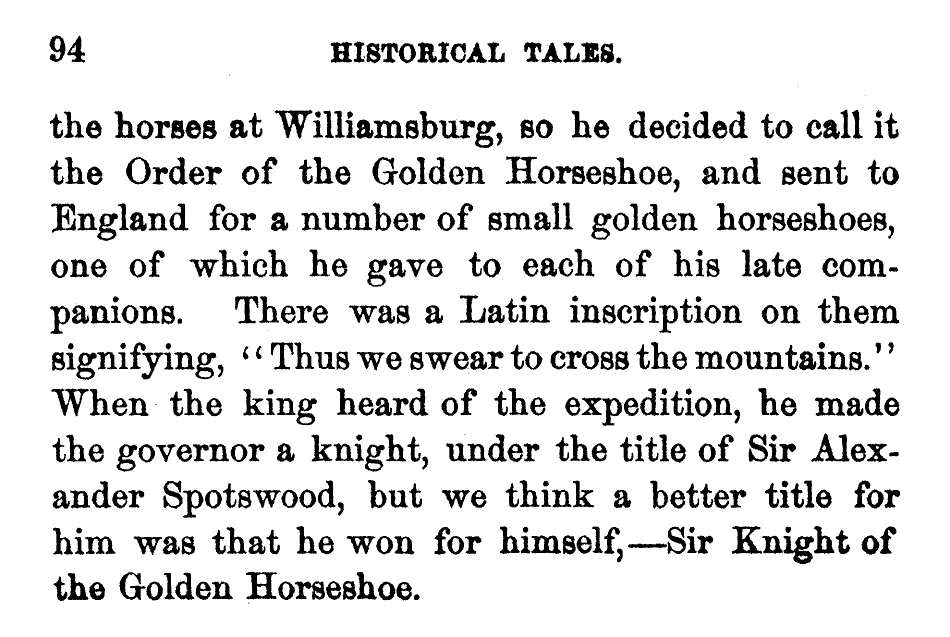 94 HISTORICAL TALES.
the horses at Williamsburg, so he decided to call it
the Order of the Golden Horseshoe, and sent to
England for a number of small golden horseshoes,
one of which he gave to each of his late com-
panions. There was a Latin inscription on them
signifying, "Thus we swear to cross the mountains."
When the king heard of the expedition, he made
the governor a knight, under the title of Sir Alex-
ander Spotswood, but we think a better title for
him was that he won for himself,—Sir Knight of
the Golden Horseshoe.